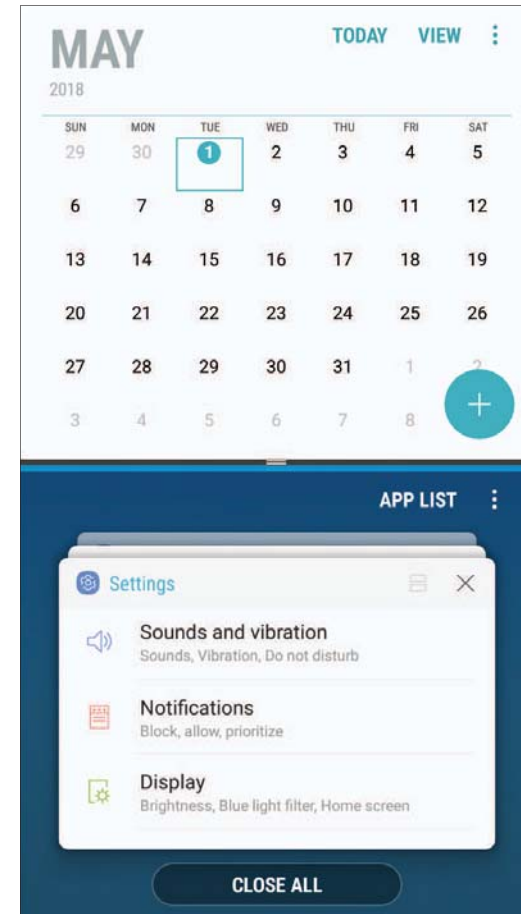 MAY
TODAY VIEW
2018
SUN MON TUE WED THU FRI SAT
29 30 1 2 3 4 5
6 7 8 9 10 11 12
13 14 15 16 17 18 19
20 21 22 23 24 25 26
27 28 29 30 31 1 2
3 4 5 6 7 8
APP LIST
Settings
Sounds and vibration
Sounds, Vibration, Do not disturb
Notifications
Block, allow, prioritize
Display
Brightness, Blue light filter, Home screen
CLOSE ALL